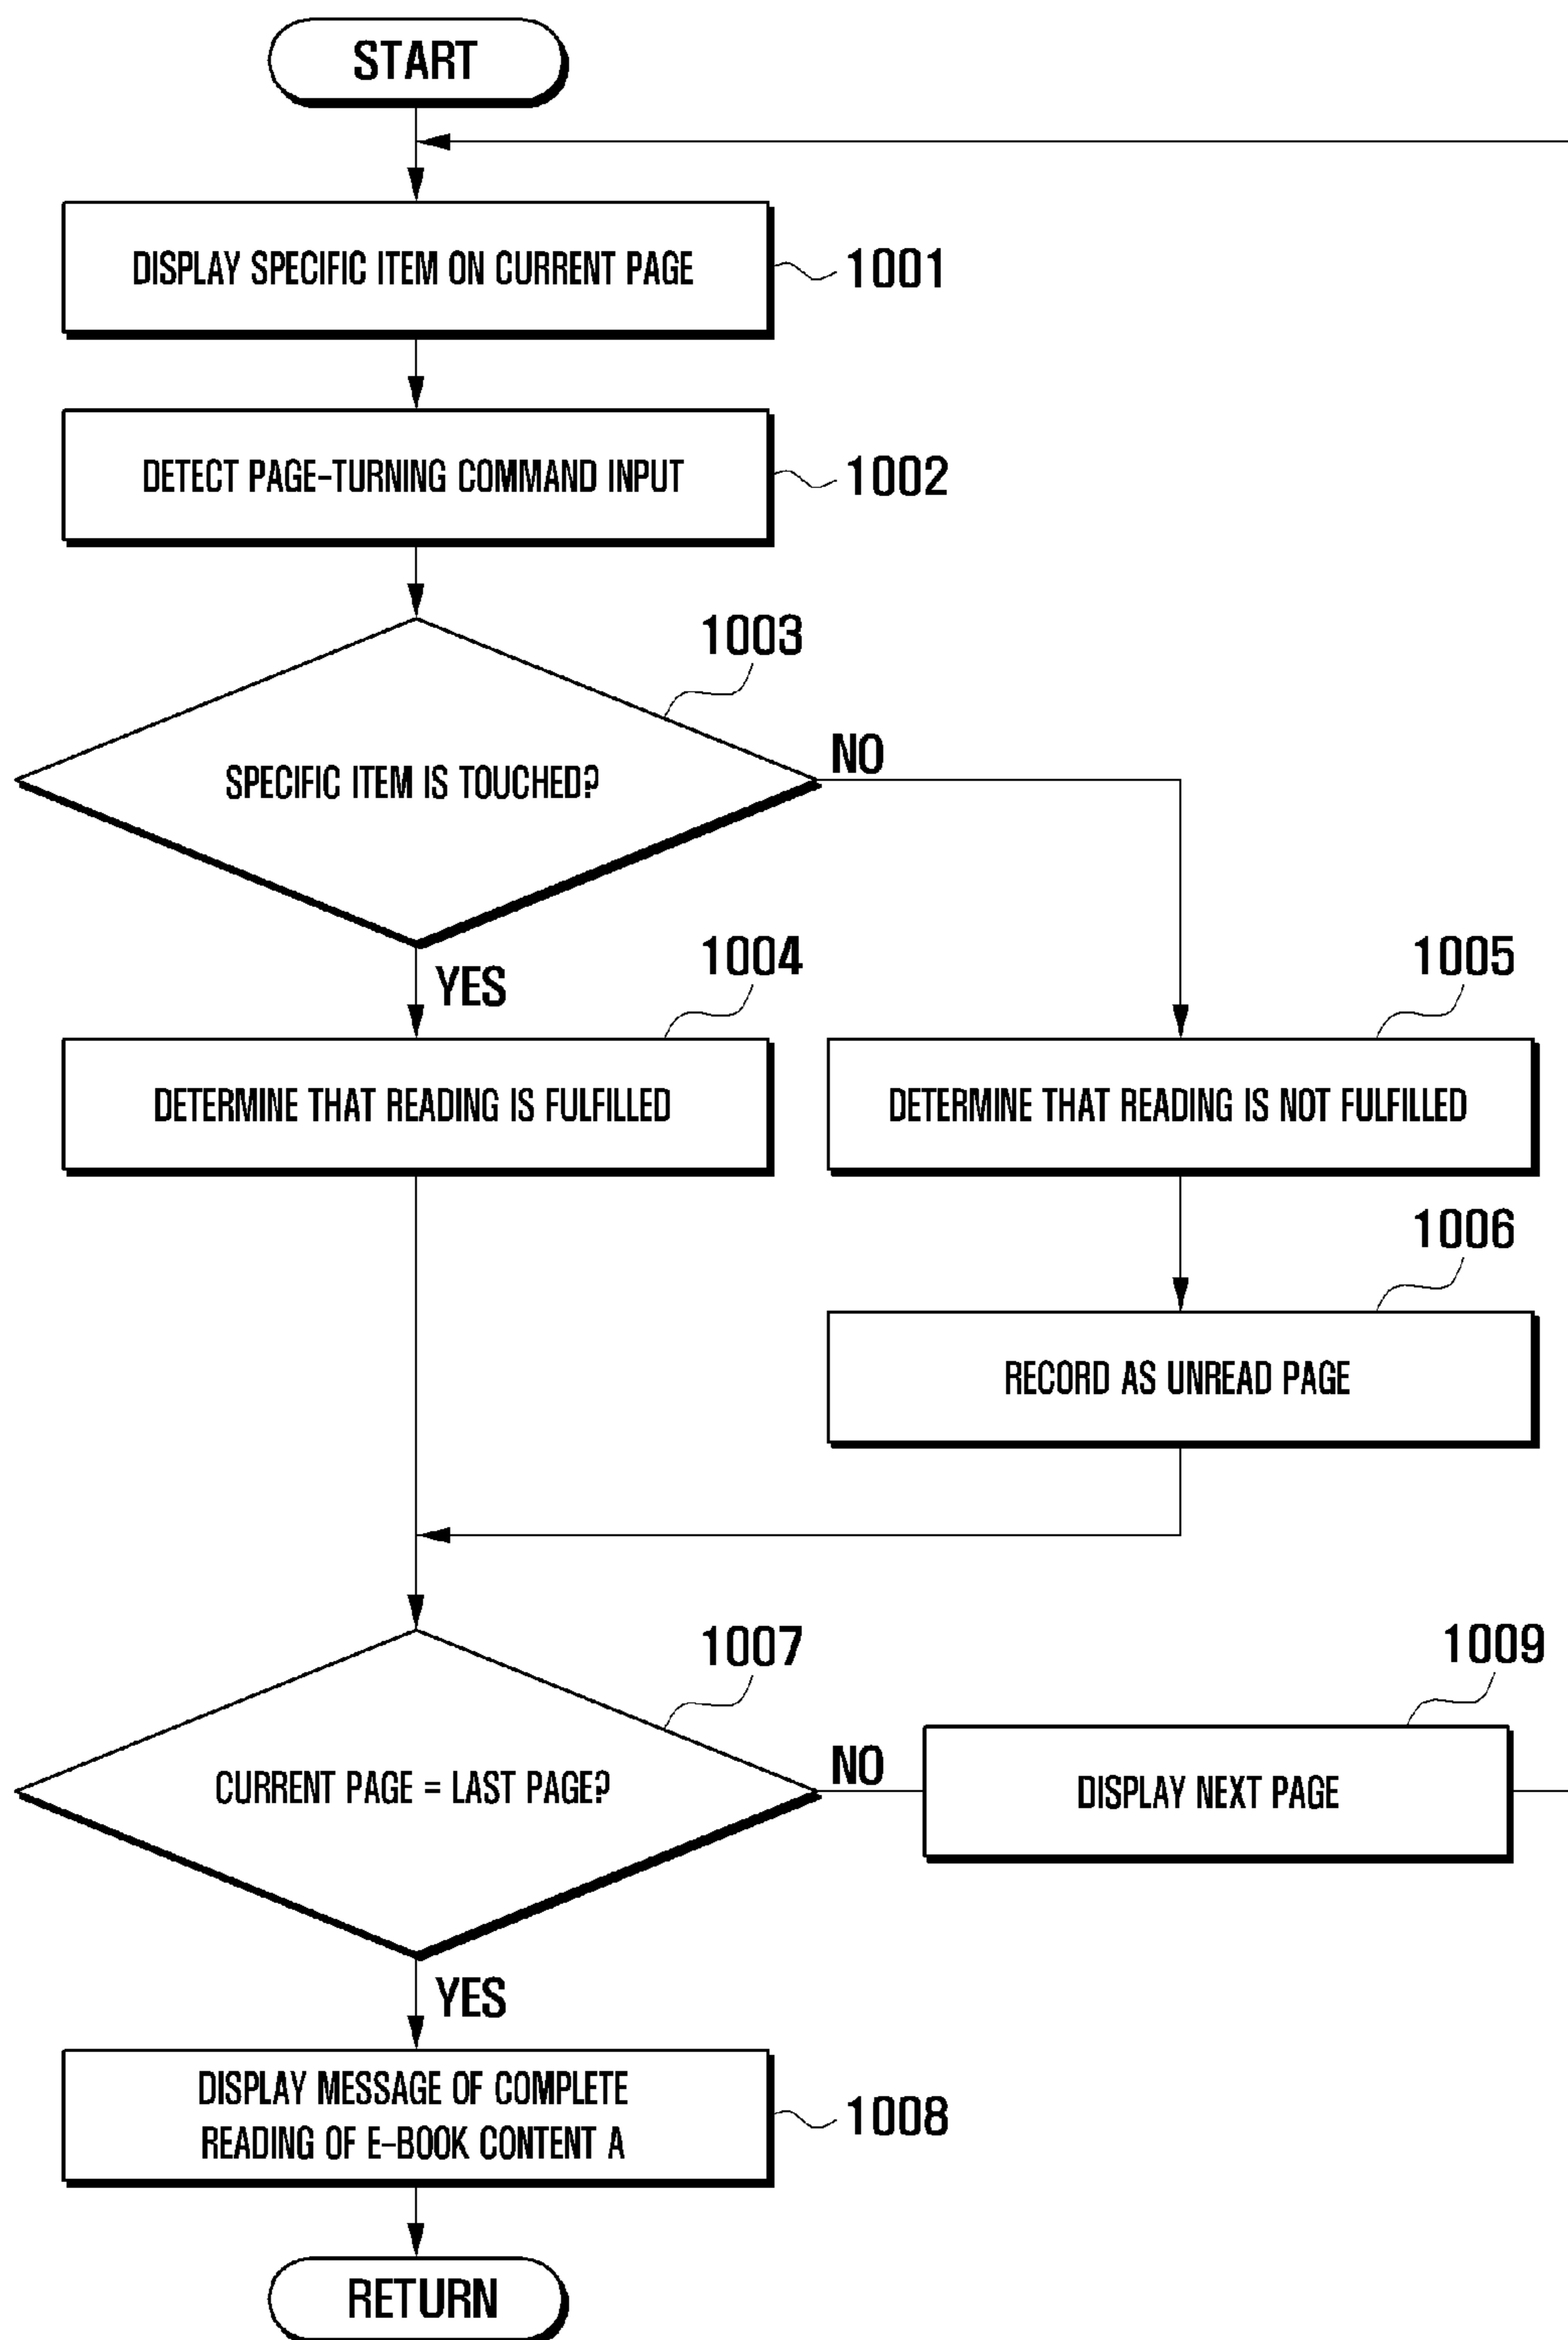 START
DISPLAY SPECIFIC ITEM ON CURRENT PAGE
1001
DETECT PAGE-TURNING COMMAND INPUT
1002
1003
SPECIFIC ITEM IS TOUCHED?
NO
YES
1004
1005
DETERMINE THAT READING IS FULFILLED
DETERMINE THAT READING IS NOT FULFILLED
1006
RECORD AS UNREAD PAGE
1007
1009
CURRENT PAGE = LAST PAGE?
NO
DISPLAY NEXT PAGE
YES
DISPLAY MESSAGE OF COMPLETE
READING OF E-BOOK CONTENT A
1008
RETURN